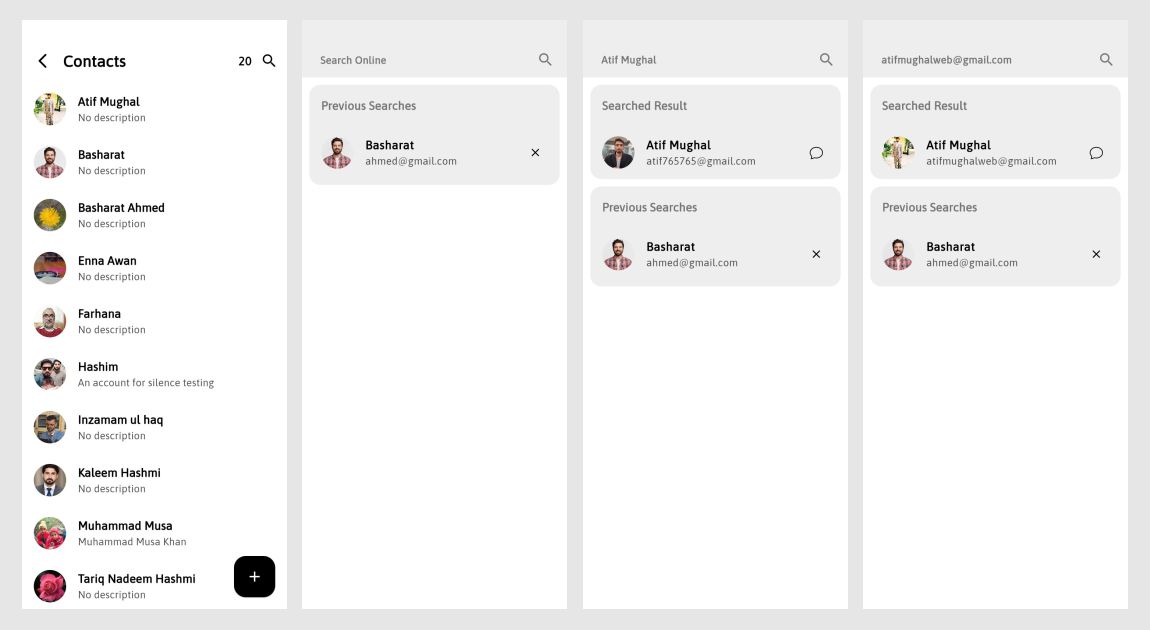 Contacts 20
Atif Mughal
No description
Basharat
No description
Basharat Ahmed
No description
Enna Awan
No description
Farhana
No description
Hashim
An account for silence testing
Inzamam ul haq
No description
Kaleem Hashmi
No description
Muhammad Musa
Muhammad Musa Khan
Tariq Nadeem Hashmi
No description
Search Online
Previous Searches
Basharat
ahmed@gmail.com
Atif Mughal
Searched Result
Atif Mughal
atif765765@gmail.com
Previous Searches
Basharat
ahmed@gmail.com
atifmughalweb@gmail.com
Searched Result
Atif Mughal
atifmughalweb@gmail.com
Previous Searches
Basharat
ahmed@gmail.com